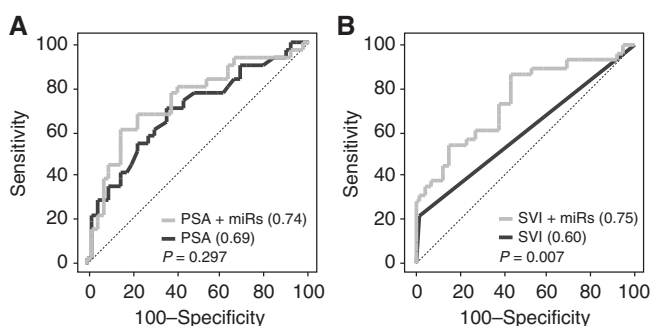 A
100
80
60
40
20
0
Sensitivity
PSA + miRs (0.74)
PSA (0.69)
P = 0.297
0 20 40 60 80 100
100–Specificity
B
100
80
60
40
20
0
Sensitivity
SVI + miRs (0.75)
SVI (0.60)
P = 0.007
0 20 40 60 80 100
100–Specificity